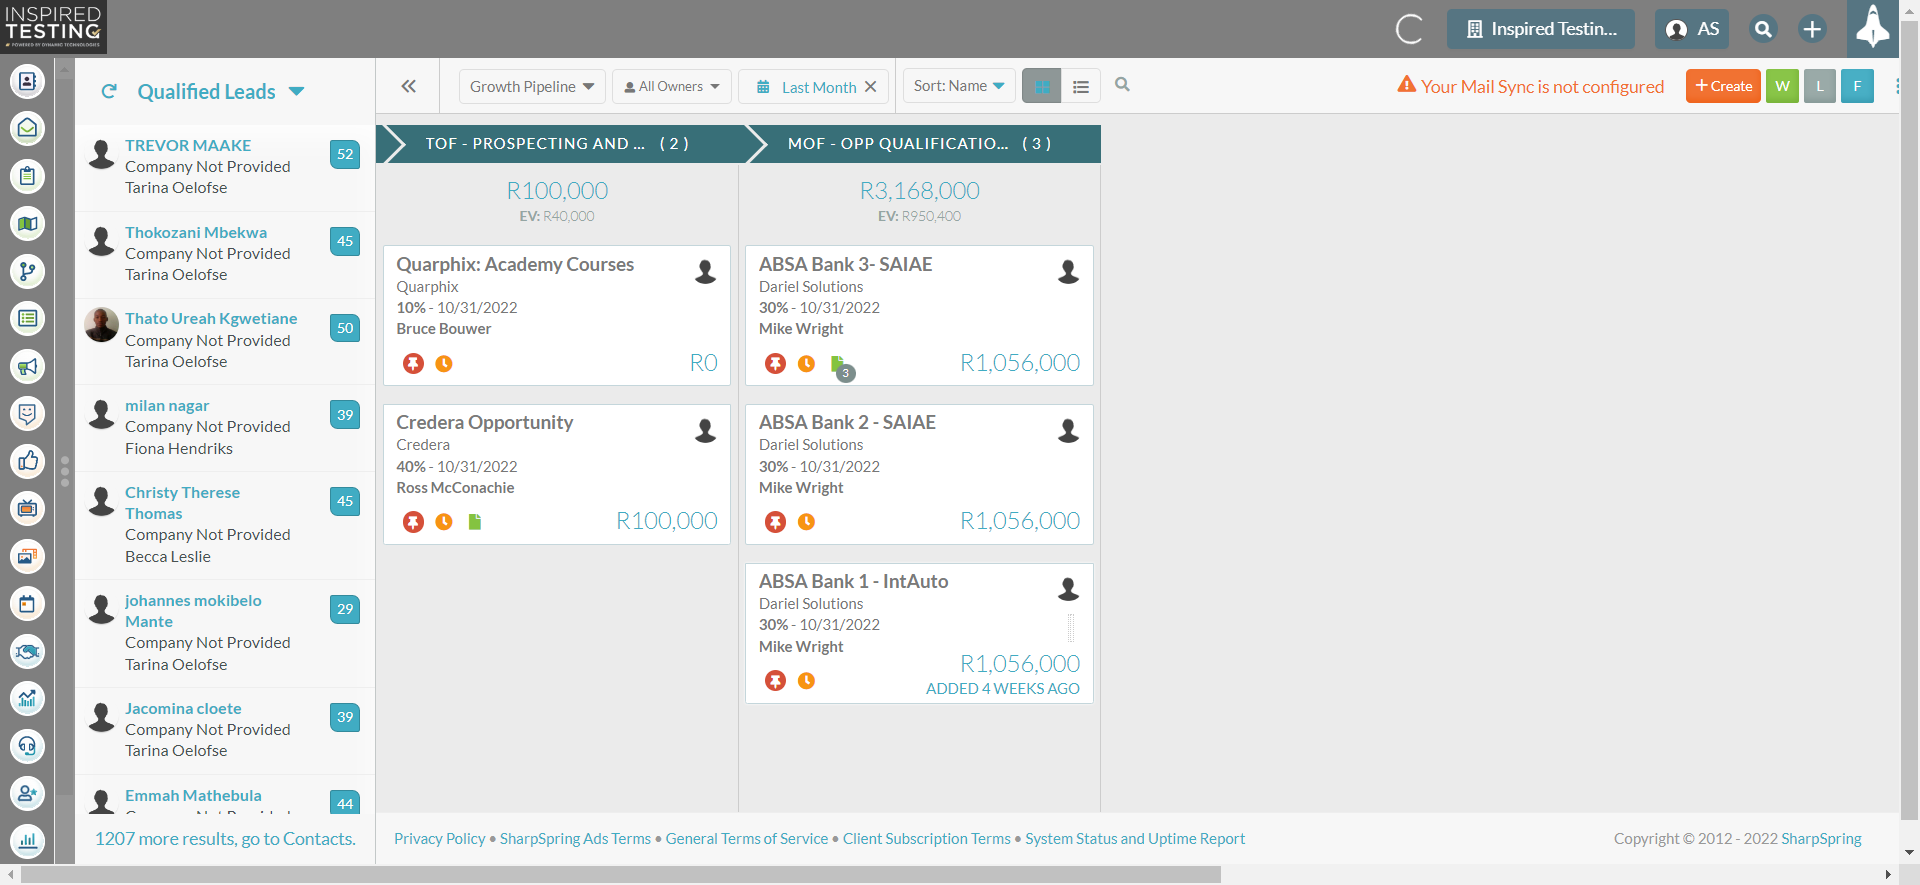 INSPIRED
TESTING
POWERED BY DYNAMIC TECHNOLOGIES
Inspired Testin...
AS
Qualified Leads
Growth Pipeline
All Owners
Last Month
Sort: Name
Your Mail Sync is not configured
+ Create
W
L
F
TREVOR MAAKE
Company Not Provided
Tarina Oelofse
52
Thokozani Mbekwa
Company Not Provided
Tarina Oelofse
45
Thato Ureah Kgwetiane
Company Not Provided
Tarina Oelofse
50
milan nagar
Company Not Provided
Fiona Hendriks
39
Christy Therese
Thomas
Company Not Provided
Becca Leslie
45
johannes mokibelo
Mante
Company Not Provided
Tarina Oelofse
29
Jacomina cloete
Company Not Provided
Tarina Oelofse
39
Emmah Mathebula
44
1207 more results, go to Contacts.
TOF - PROSPECTING AND ... ( 2 )
R100,000
EV: R40,000
Quarphix: Academy Courses
Quarphix
10% - 10/31/2022
Bruce Bouwer
R0
Credera Opportunity
Credera
40% - 10/31/2022
Ross McConachie
R100,000
MOF - OPP QUALIFICATIO... ( 3 )
R3,168,000
EV: R950,400
ABSA Bank 3- SAIAE
Dariel Solutions
30% - 10/31/2022
Mike Wright
3
R1,056,000
ABSA Bank 2 - SAIAE
Dariel Solutions
30% - 10/31/2022
Mike Wright
R1,056,000
ABSA Bank 1 - IntAuto
Dariel Solutions
30% - 10/31/2022
Mike Wright
R1,056,000
ADDED 4 WEEKS AGO
Privacy Policy • SharpSpring Ads Terms • General Terms of Service • Client Subscription Terms • System Status and Uptime Report
Copyright © 2012 - 2022 SharpSpring